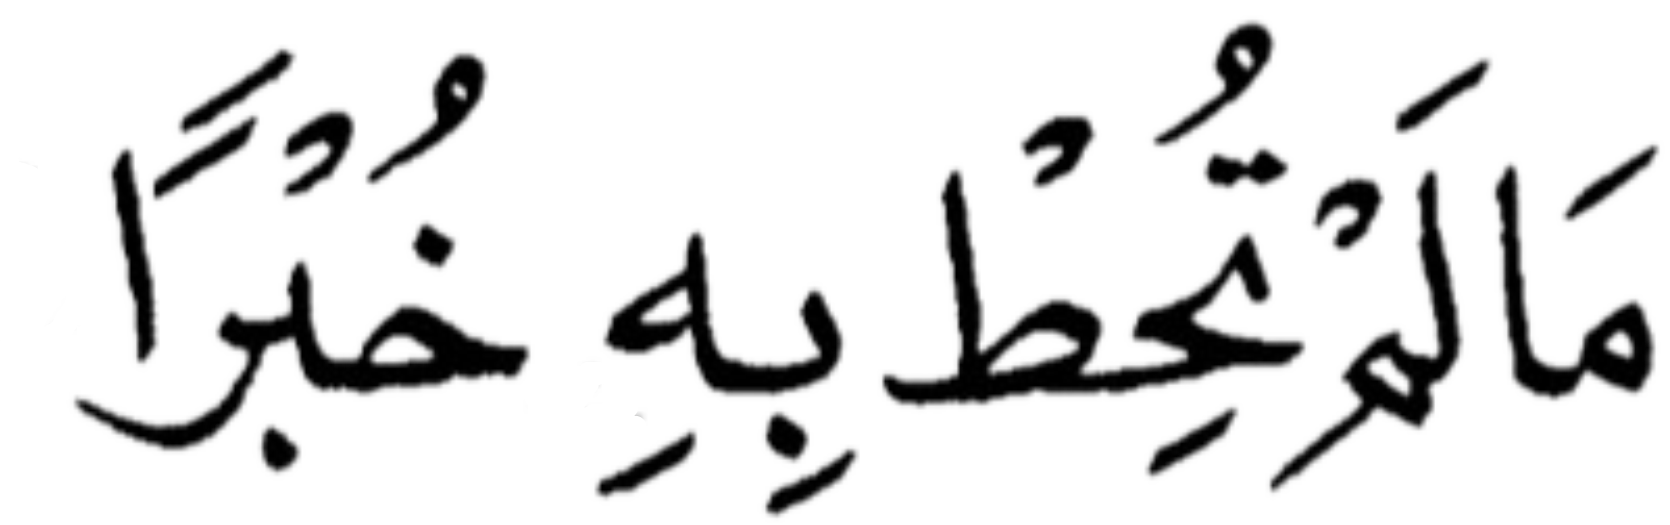 مَا لَمْ تُحِطْ بِهِ خُبْرًا